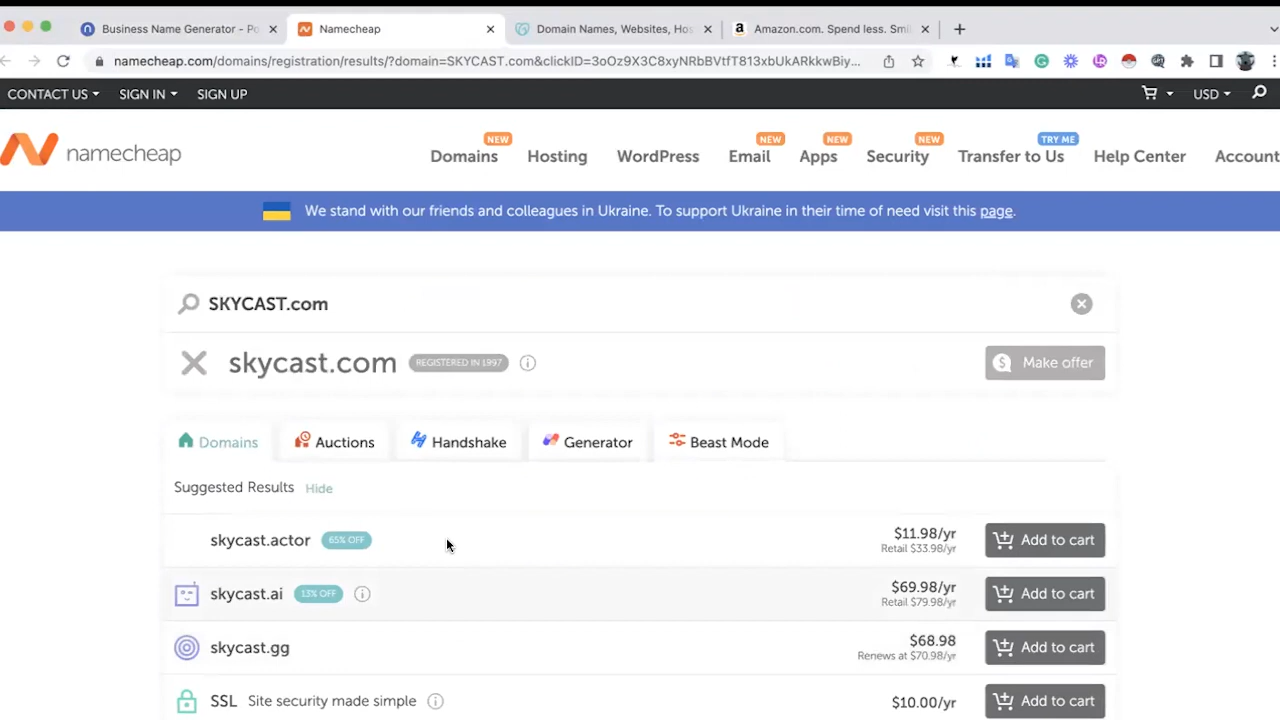 Business Name Generator - Po
Namecheap
Domain Names, Websites, Hos
Amazon.com. Spend less. Smi
namecheap.com/domains/registration/results/?domain=SKYCAST.com&clickID=3oOz9X3C8xyNRbBVtfT813xbUkARkkwBiy...
CONTACT US
SIGN IN
SIGN UP
USD
namecheap
NEW
Domains
Hosting
WordPress
NEW
Email
NEW
Apps
NEW
Security
TRY ME
Transfer to Us
Help Center
Account
We stand with our friends and colleagues in Ukraine. To support Ukraine in their time of need visit this page.
SKYCAST.com
skycast.com REGISTERED IN 1997
Make offer
Domains
Auctions
Handshake
Generator
Beast Mode
Suggested Results Hide
skycast.actor 65% OFF
$11.98/yr
Retail $33.98/yr
Add to cart
skycast.ai 13% OFF
$69.98/yr
Retail $79.98/yr
Add to cart
skycast.gg
$68.98
Renews at $70.98/yr
Add to cart
SSL Site security made simple
$10.00/yr
Add to cart